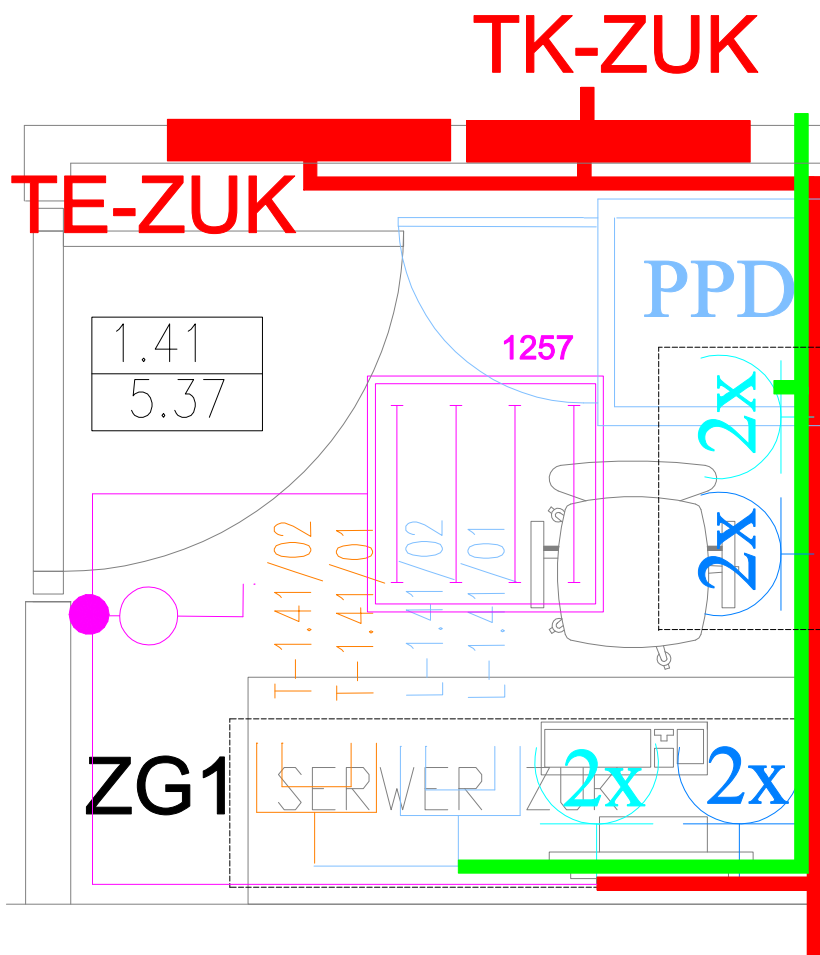 TK-ZUK
TE-ZUK
PPD
1.41
5.37
1257
2x
2x
T-1.41/02
T-1.41/01
L-1.41/02
L-1.41/01
ZG1
SERWER ZUK
2x
2x